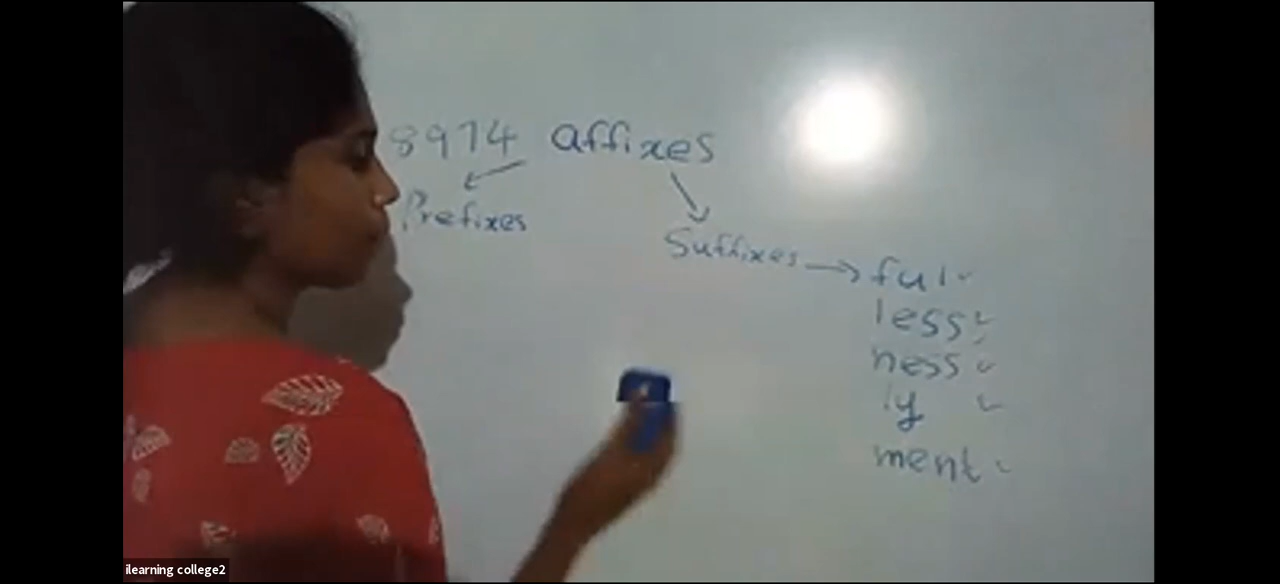 8974 affixes
Prefixes
Suffixes → ful
less
ness
ly
ment
ilearning college2